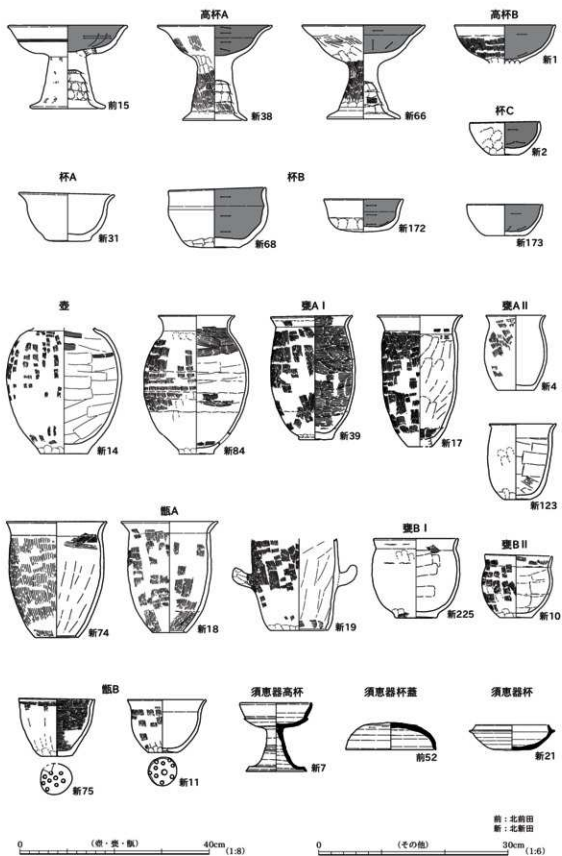 高杯A
高杯B
前15
新38
新66
新1
杯C
新2
杯A
杯B
新31
新68
新172
新173
壺
甕AⅠ
甕AⅡ
新14
新84
新39
新17
新4
新123
甑A
甕BⅠ
甕BⅡ
新74
新18
新19
新225
新10
甑B
須恵器高杯
須恵器杯蓋
須恵器杯
新75
新11
新7
前52
新21
前:北前田
新:北新田
0 (壺・甕・甑) 40cm (1:8)
0 (その他) 30cm (1:6)